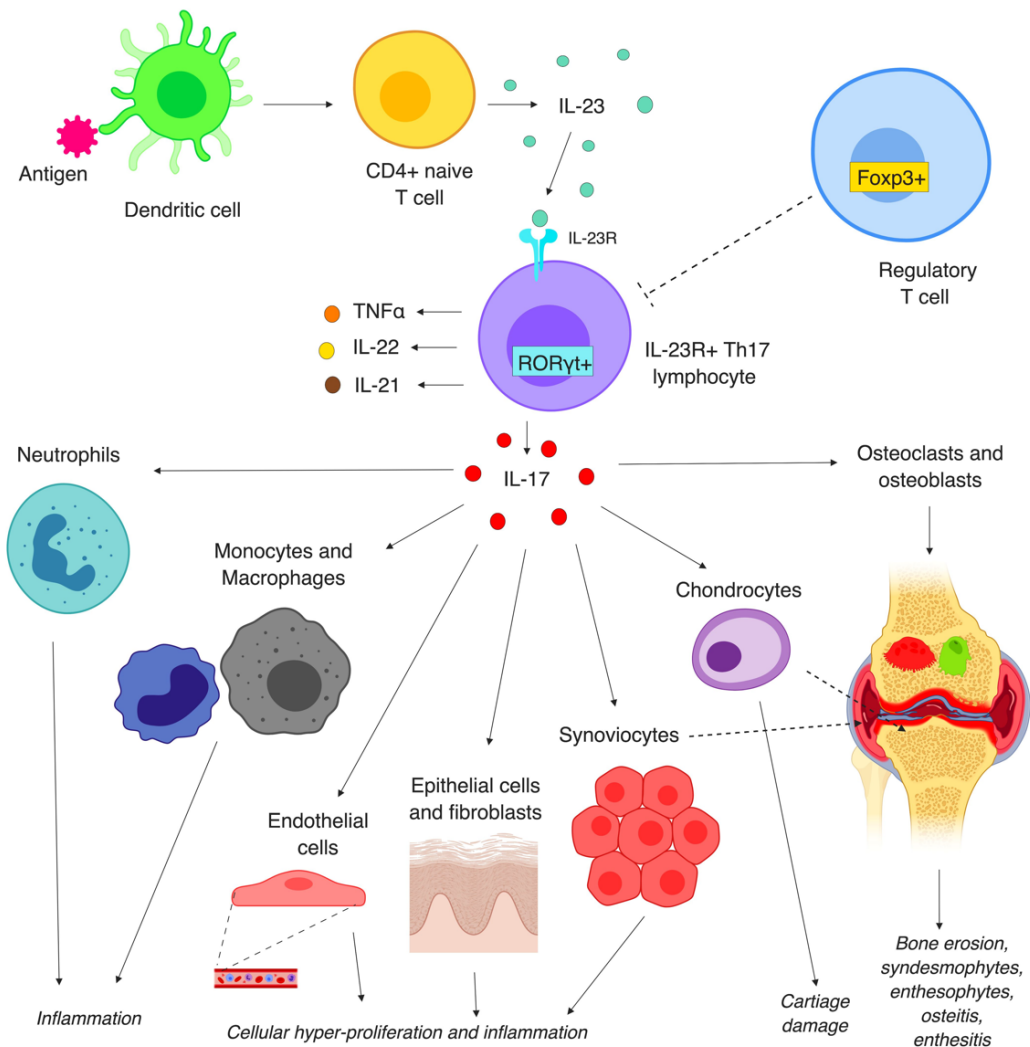 Antigen
Dendritic cell
CD4+ naive
T cell
IL-23
IL-23R
Foxp3+
Regulatory
T cell
TNFα
IL-22
IL-21
RORγt+
IL-23R+ Th17
lymphocyte
IL-17
Neutrophils
Monocytes and
Macrophages
Endothelial
cells
Epithelial cells
and fibroblasts
Synoviocytes
Chondrocytes
Osteoclasts and
osteoblasts
Inflammation
Cellular hyper-proliferation and inflammation
Cartiage
damage
Bone erosion,
syndesmophytes,
enthesophytes,
osteitis,
enthesitis